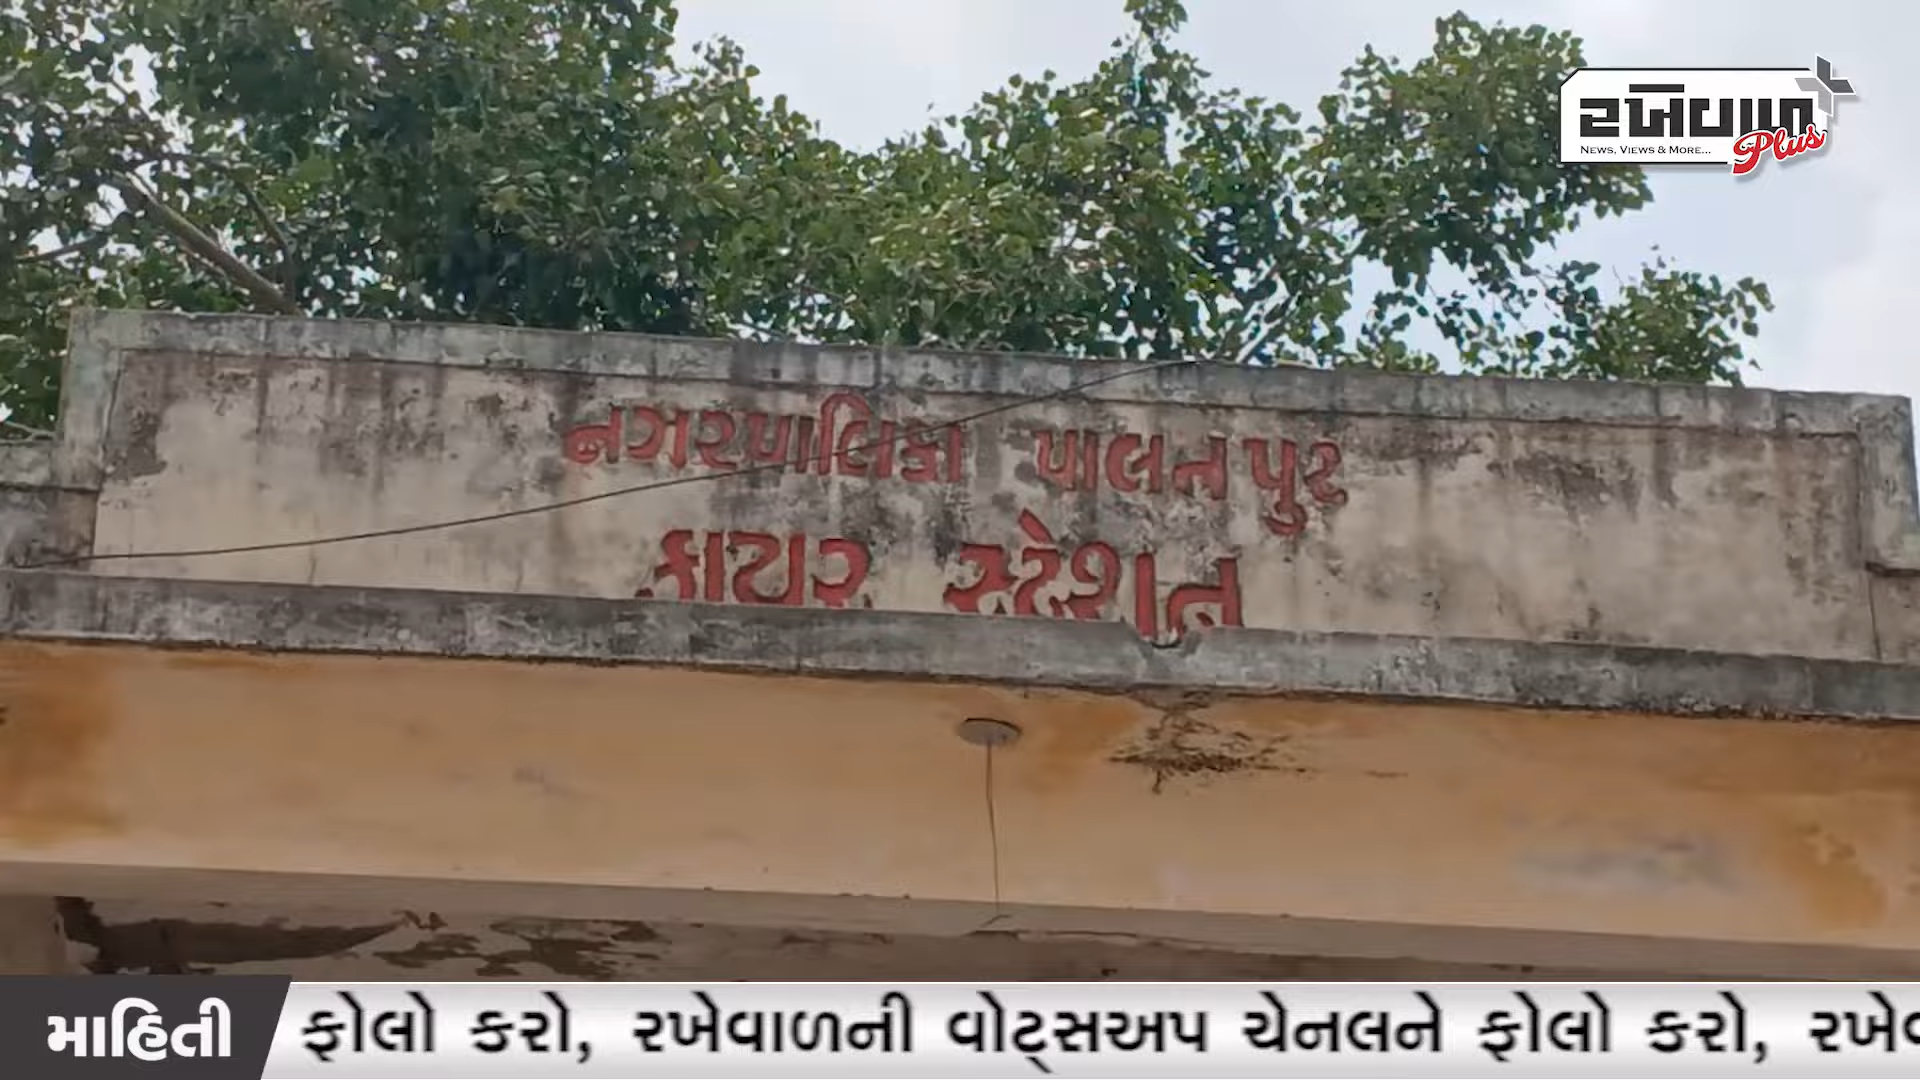 રખેવાળ
Plus
NEWS, VIEWS & MORE...
નગરપાલિકા પાલનપુર
ફાયર સ્ટેશન
માહિતી
ફોલો કરો, રખેવાળની વોટ્સઅપ ચેનલને ફોલો કરો, રખેવ